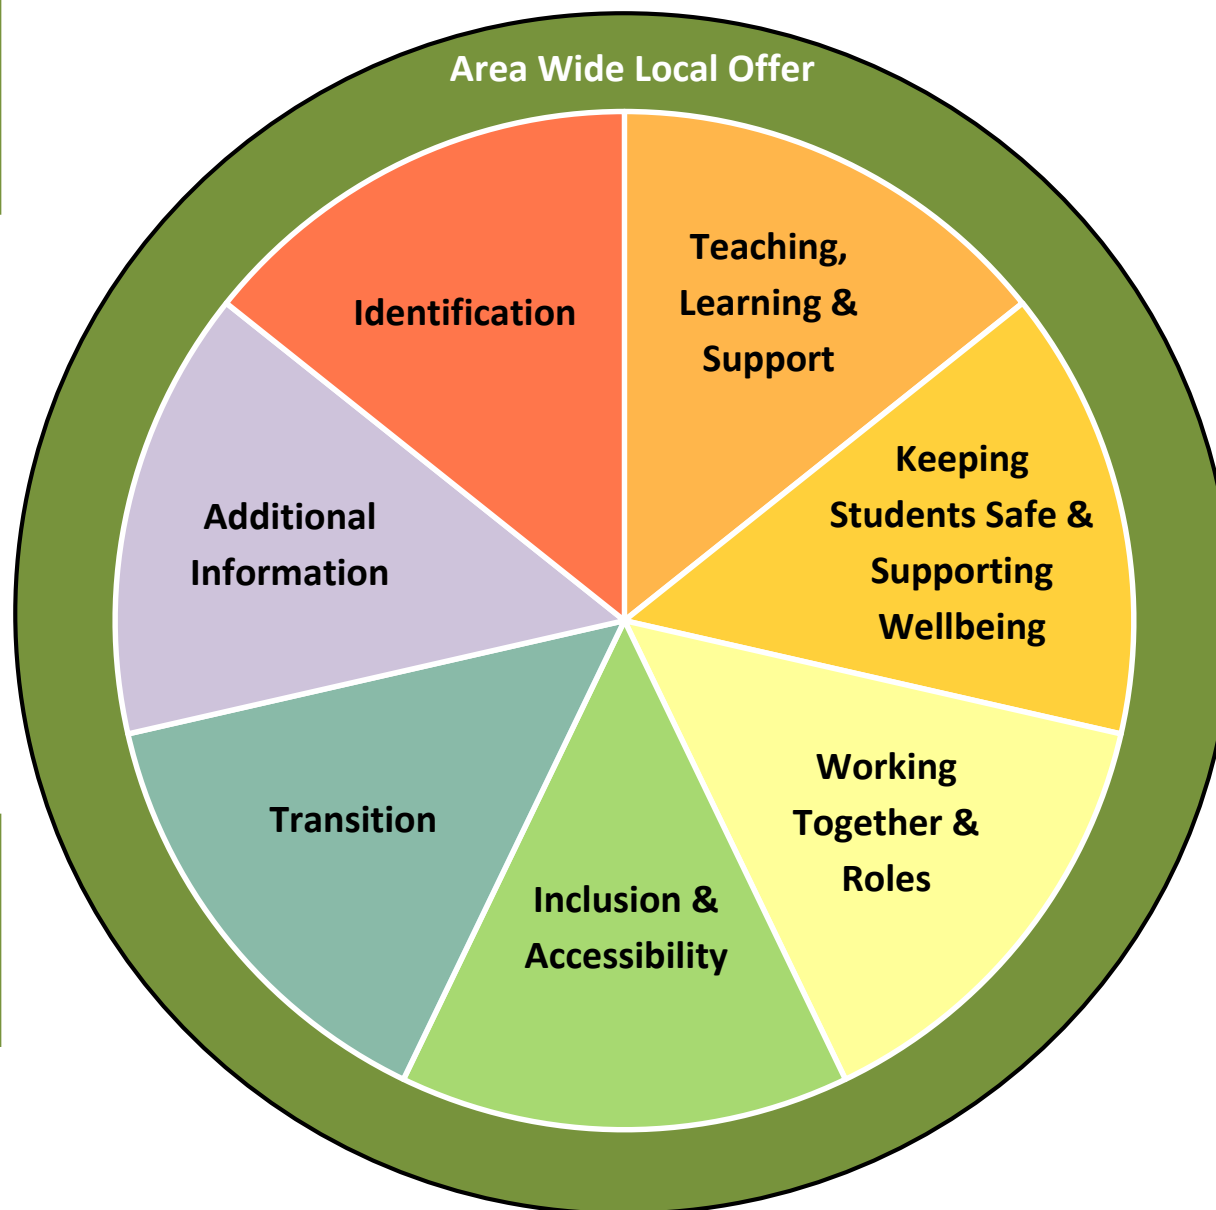 Area Wide Local Offer
Identification
Teaching,
Learning &
Support
Keeping
Students Safe &
Supporting
Wellbeing
Working
Together &
Roles
Inclusion &
Accessibility
Transition
Additional
Information